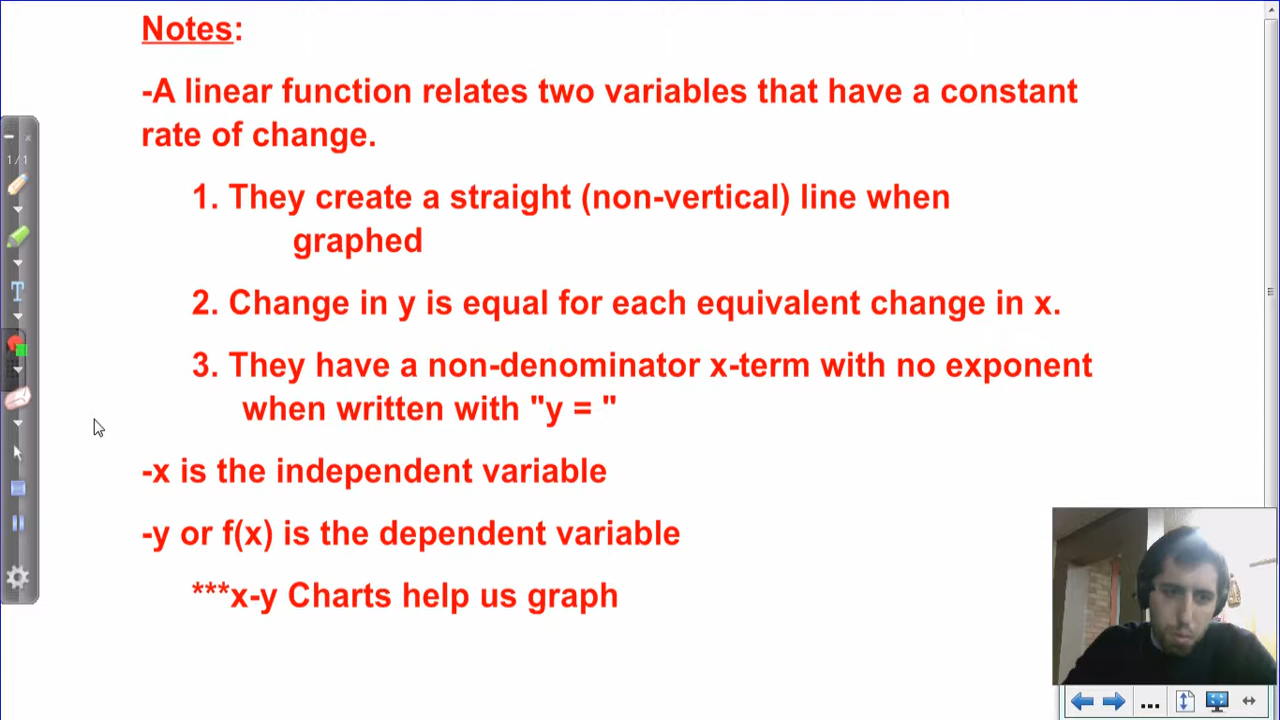 Notes:
-A linear function relates two variables that have a constant
rate of change.
1. They create a straight (non-vertical) line when
graphed
2. Change in y is equal for each equivalent change in x.
3. They have a non-denominator x-term with no exponent
when written with "y = "
-x is the independent variable
-y or f(x) is the dependent variable
***x-y Charts help us graph
1/1
T
...